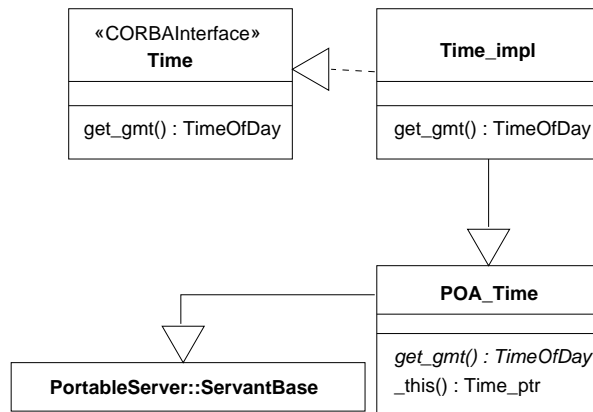 «CORBAInterface»
Time
get_gmt() : TimeOfDay
Time_impl
get_gmt() : TimeOfDay
POA_Time
get_gmt() : TimeOfDay
_this() : Time_ptr
PortableServer::ServantBase